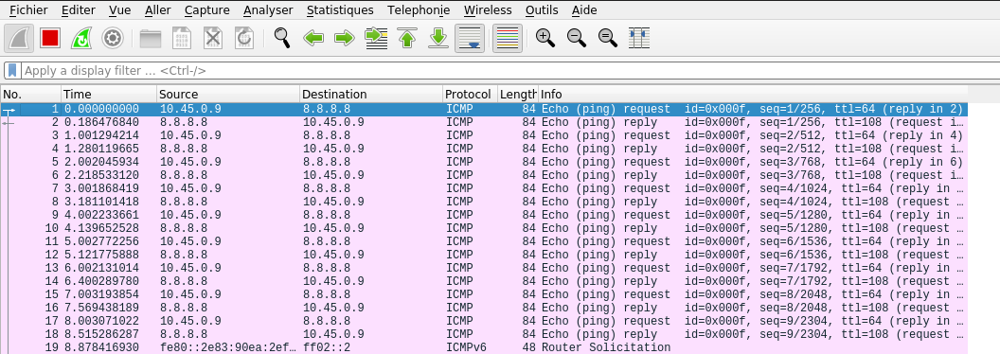 Fichier Editer Vue Aller Capture Analyser Statistiques Telephonie Wireless Outils Aide
Apply a display filter ... <Ctrl-/>
No. Time Source Destination Protocol Length Info
1 0.000000000 10.45.0.9 8.8.8.8 ICMP 84 Echo (ping) request id=0x000f, seq=1/256, ttl=64 (reply in 2)
2 0.186476840 8.8.8.8 10.45.0.9 ICMP 84 Echo (ping) reply id=0x000f, seq=1/256, ttl=108 (request i…
3 1.001294214 10.45.0.9 8.8.8.8 ICMP 84 Echo (ping) request id=0x000f, seq=2/512, ttl=64 (reply in 4)
4 1.280119665 8.8.8.8 10.45.0.9 ICMP 84 Echo (ping) reply id=0x000f, seq=2/512, ttl=108 (request i…
5 2.002045934 10.45.0.9 8.8.8.8 ICMP 84 Echo (ping) request id=0x000f, seq=3/768, ttl=64 (reply in 6)
6 2.218533120 8.8.8.8 10.45.0.9 ICMP 84 Echo (ping) reply id=0x000f, seq=3/768, ttl=108 (request i…
7 3.001868419 10.45.0.9 8.8.8.8 ICMP 84 Echo (ping) request id=0x000f, seq=4/1024, ttl=64 (reply in …
8 3.181101418 8.8.8.8 10.45.0.9 ICMP 84 Echo (ping) reply id=0x000f, seq=4/1024, ttl=108 (request …
9 4.002233661 10.45.0.9 8.8.8.8 ICMP 84 Echo (ping) request id=0x000f, seq=5/1280, ttl=64 (reply in …
10 4.139652528 8.8.8.8 10.45.0.9 ICMP 84 Echo (ping) reply id=0x000f, seq=5/1280, ttl=108 (request …
11 5.002772256 10.45.0.9 8.8.8.8 ICMP 84 Echo (ping) request id=0x000f, seq=6/1536, ttl=64 (reply in …
12 5.121775888 8.8.8.8 10.45.0.9 ICMP 84 Echo (ping) reply id=0x000f, seq=6/1536, ttl=108 (request …
13 6.002131014 10.45.0.9 8.8.8.8 ICMP 84 Echo (ping) request id=0x000f, seq=7/1792, ttl=64 (reply in …
14 6.400289780 8.8.8.8 10.45.0.9 ICMP 84 Echo (ping) reply id=0x000f, seq=7/1792, ttl=108 (request …
15 7.003193854 10.45.0.9 8.8.8.8 ICMP 84 Echo (ping) request id=0x000f, seq=8/2048, ttl=64 (reply in …
16 7.569438189 8.8.8.8 10.45.0.9 ICMP 84 Echo (ping) reply id=0x000f, seq=8/2048, ttl=108 (request …
17 8.003071022 10.45.0.9 8.8.8.8 ICMP 84 Echo (ping) request id=0x000f, seq=9/2304, ttl=64 (reply in …
18 8.515286287 8.8.8.8 10.45.0.9 ICMP 84 Echo (ping) reply id=0x000f, seq=9/2304, ttl=108 (request …
19 8.878416930 fe80::2e83:90ea:2ef… ff02::2 ICMPv6 48 Router Solicitation